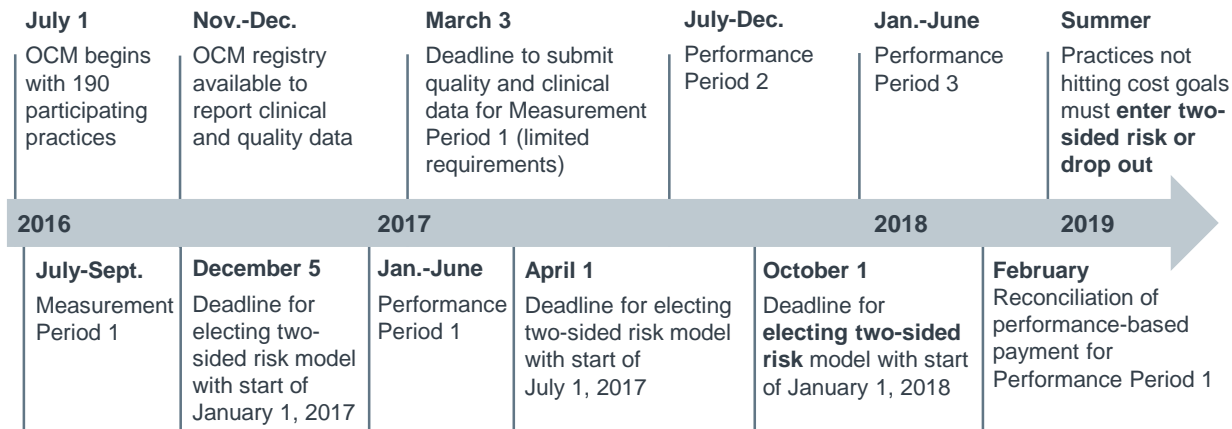 July 1
OCM begins
with 190
participating
practices
Nov.-Dec.
OCM registry
available to
report clinical
and quality data
March 3
Deadline to submit
quality and clinical
data for Measurement
Period 1 (limited
requirements)
July-Dec.
Performance
Period 2
Jan.-June
Performance
Period 3
Summer
Practices not
hitting cost goals
must enter two-
sided risk or
drop out
2016
2017
2018
2019
July-Sept.
Measurement
Period 1
December 5
Deadline for
electing two-
sided risk model
with start of
January 1, 2017
Jan.-June
Performance
Period 1
April 1
Deadline for electing
two-sided risk model
with start of
July 1, 2017
October 1
Deadline for
electing two-sided
risk model with start
of January 1, 2018
February
Reconciliation of
performance-based
payment for
Performance Period 1